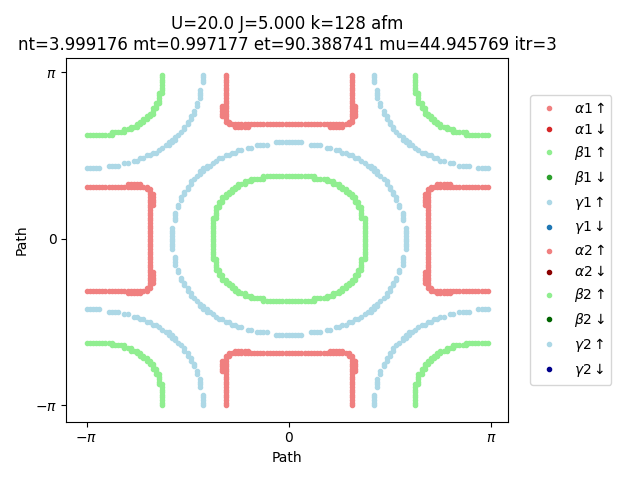 U=20.0 J=5.000 k=128 afm
nt=3.999176 mt=0.997177 et=90.388741 mu=44.945769 itr=3
π
0
−π
Path
−π
0
π
Path
α1↑
α1↓
β1↑
β1↓
γ1↑
γ1↓
α2↑
α2↓
β2↑
β2↓
γ2↑
γ2↓